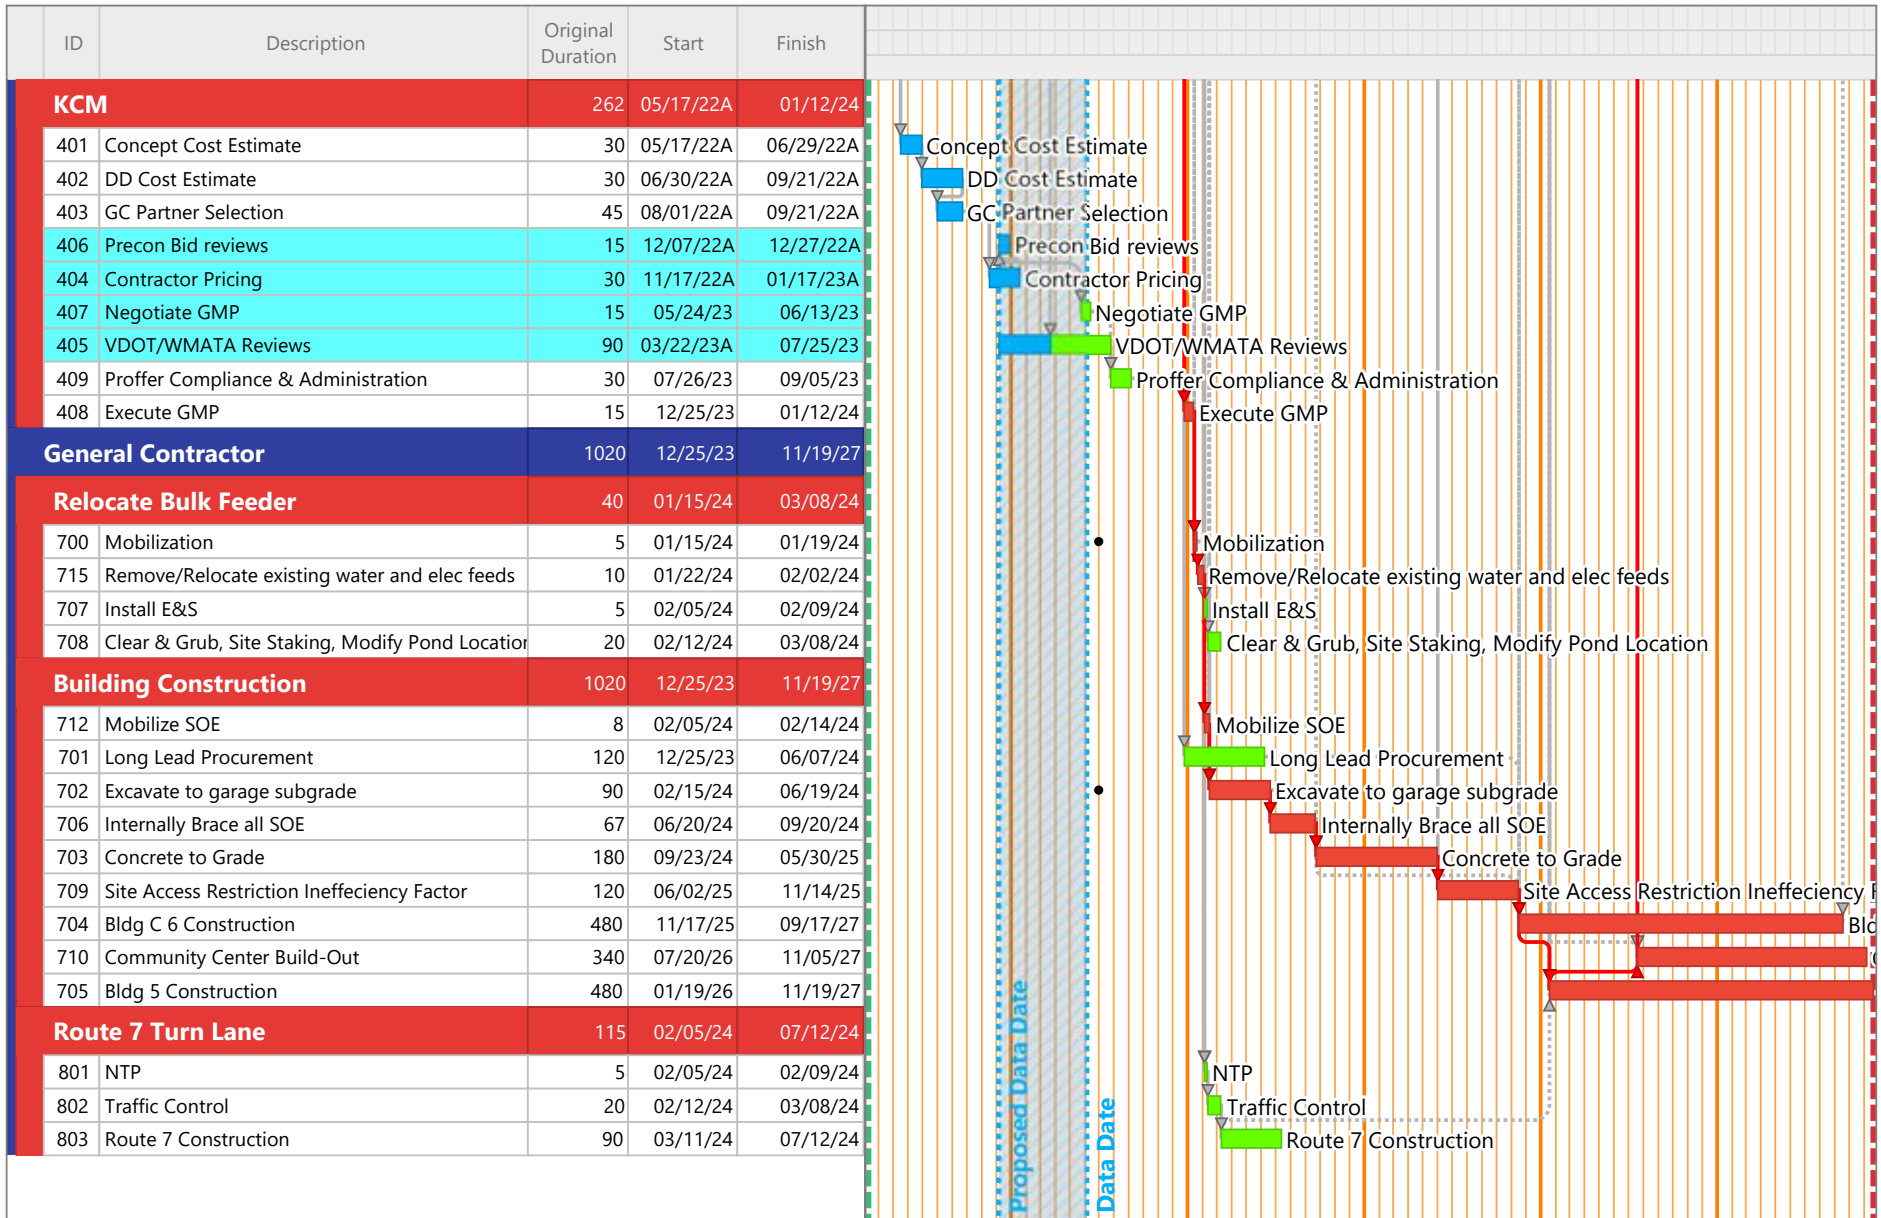 ID Description Original Duration Start Finish
KCM 262 05/17/22A 01/12/24
401 Concept Cost Estimate 30 05/17/22A 06/29/22A Concept Cost Estimate
402 DD Cost Estimate 30 06/30/22A 09/21/22A DD Cost Estimate
403 GC Partner Selection 45 08/01/22A 09/21/22A GC Partner Selection
406 Precon Bid reviews 15 12/07/22A 12/27/22A Precon Bid reviews
404 Contractor Pricing 30 11/17/22A 01/17/23A Contractor Pricing
407 Negotiate GMP 15 05/24/23 06/13/23 Negotiate GMP
405 VDOT/WMATA Reviews 90 03/22/23A 07/25/23 VDOT/WMATA Reviews
409 Proffer Compliance & Administration 30 07/26/23 09/05/23 Proffer Compliance & Administration
408 Execute GMP 15 12/25/23 01/12/24 Execute GMP
General Contractor 1020 12/25/23 11/19/27
Relocate Bulk Feeder 40 01/15/24 03/08/24
700 Mobilization 5 01/15/24 01/19/24 Mobilization
715 Remove/Relocate existing water and elec feeds 10 01/22/24 02/02/24 Remove/Relocate existing water and elec feeds
707 Install E&S 5 02/05/24 02/09/24 Install E&S
708 Clear & Grub, Site Staking, Modify Pond Location 20 02/12/24 03/08/24 Clear & Grub, Site Staking, Modify Pond Location
Building Construction 1020 12/25/23 11/19/27
712 Mobilize SOE 8 02/05/24 02/14/24 Mobilize SOE
701 Long Lead Procurement 120 12/25/23 06/07/24 Long Lead Procurement
702 Excavate to garage subgrade 90 02/15/24 06/19/24 Excavate to garage subgrade
706 Internally Brace all SOE 67 06/20/24 09/20/24 Internally Brace all SOE
703 Concrete to Grade 180 09/23/24 05/30/25 Concrete to Grade
709 Site Access Restriction Ineffeciency Factor 120 06/02/25 11/14/25 Site Access Restriction Ineffeciency
704 Bldg C 6 Construction 480 11/17/25 09/17/27
710 Community Center Build-Out 340 07/20/26 11/05/27
705 Bldg 5 Construction 480 01/19/26 11/19/27
Route 7 Turn Lane 115 02/05/24 07/12/24
801 NTP 5 02/05/24 02/09/24 NTP
802 Traffic Control 20 02/12/24 03/08/24 Traffic Control
803 Route 7 Construction 90 03/11/24 07/12/24 Route 7 Construction
Proposed Data Date
Data Date